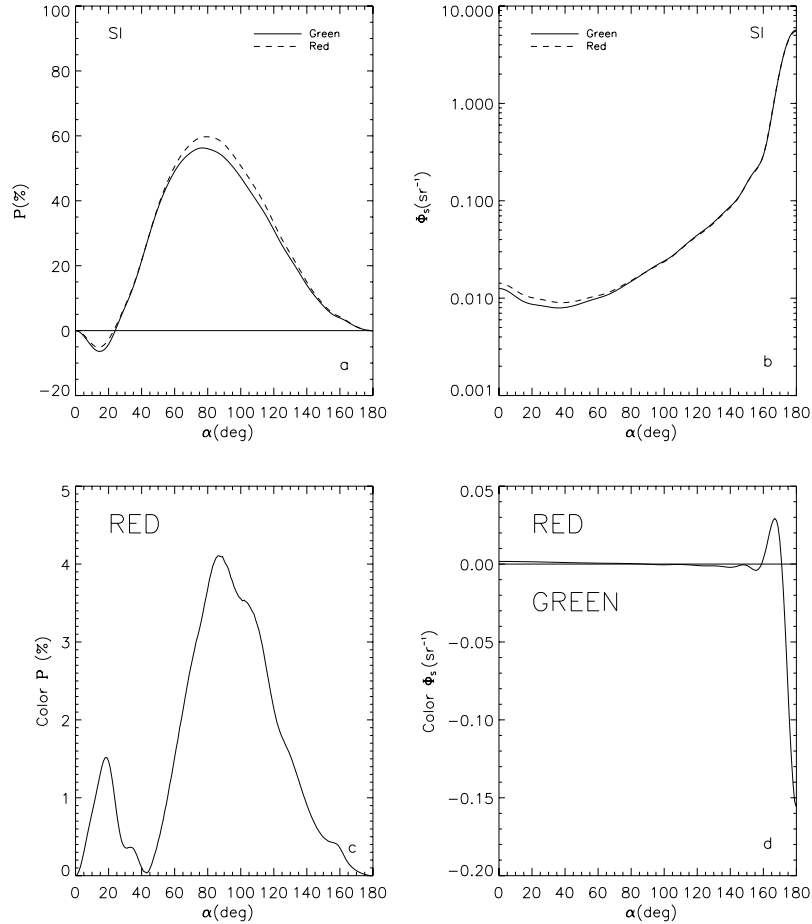 100
80
60
40
20
0
-20
P(%)
SI
Green
Red
a
0 20 40 60 80 100 120 140 160 180
α(deg)
10.000
1.000
0.100
0.010
0.001
Φs(sr⁻¹)
Green
Red
SI
b
0 20 40 60 80 100 120 140 160 180
α(deg)
5
4
3
2
1
0
Color P (%)
RED
c
0 20 40 60 80 100 120 140 160 180
α(deg)
0.05
0.00
-0.05
-0.10
-0.15
-0.20
Color Φs(sr⁻¹)
RED
GREEN
d
0 20 40 60 80 100 120 140 160 180
α(deg)